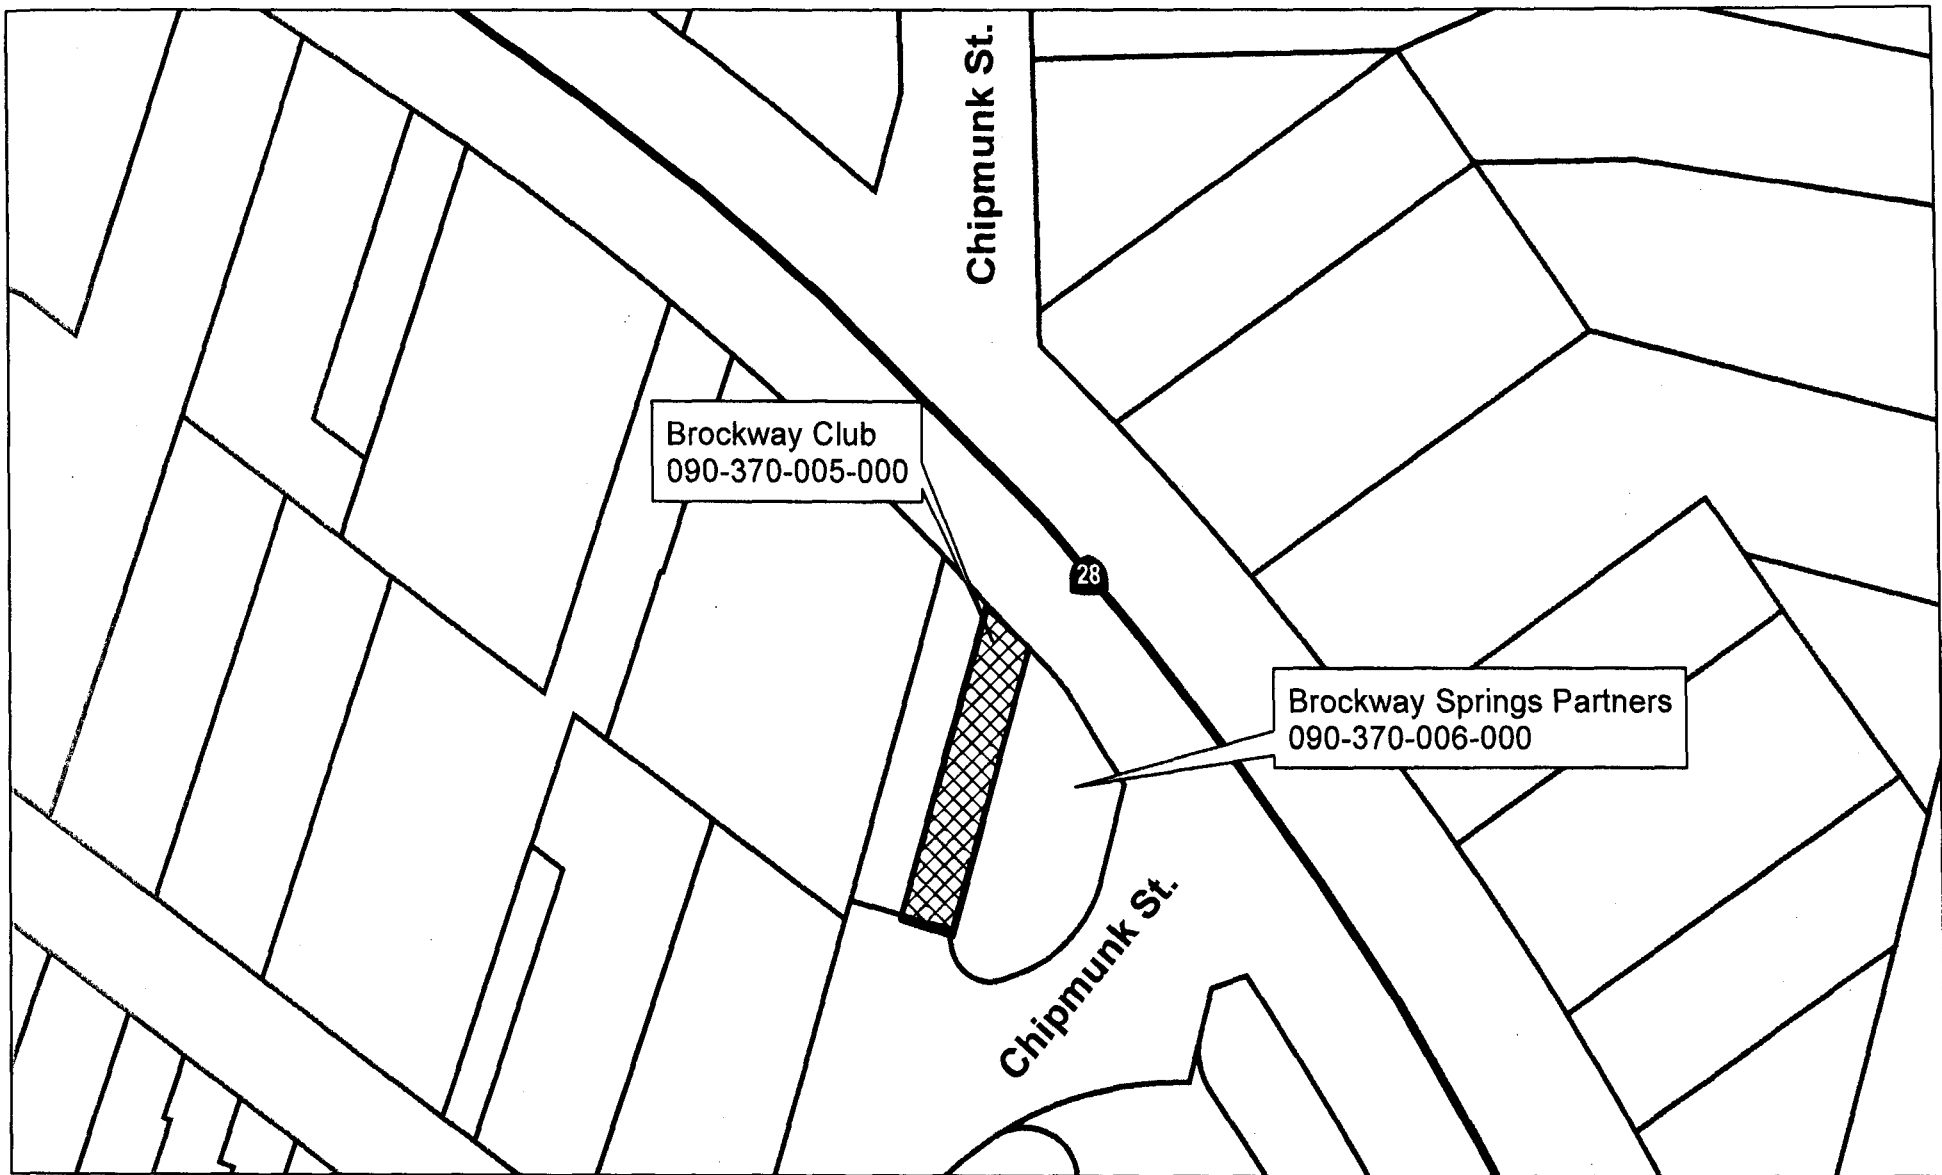 Chipmunk St.
Brockway Club
090-370-005-000
28
Brockway Springs Partners
090-370-006-000
Chipmunk St.